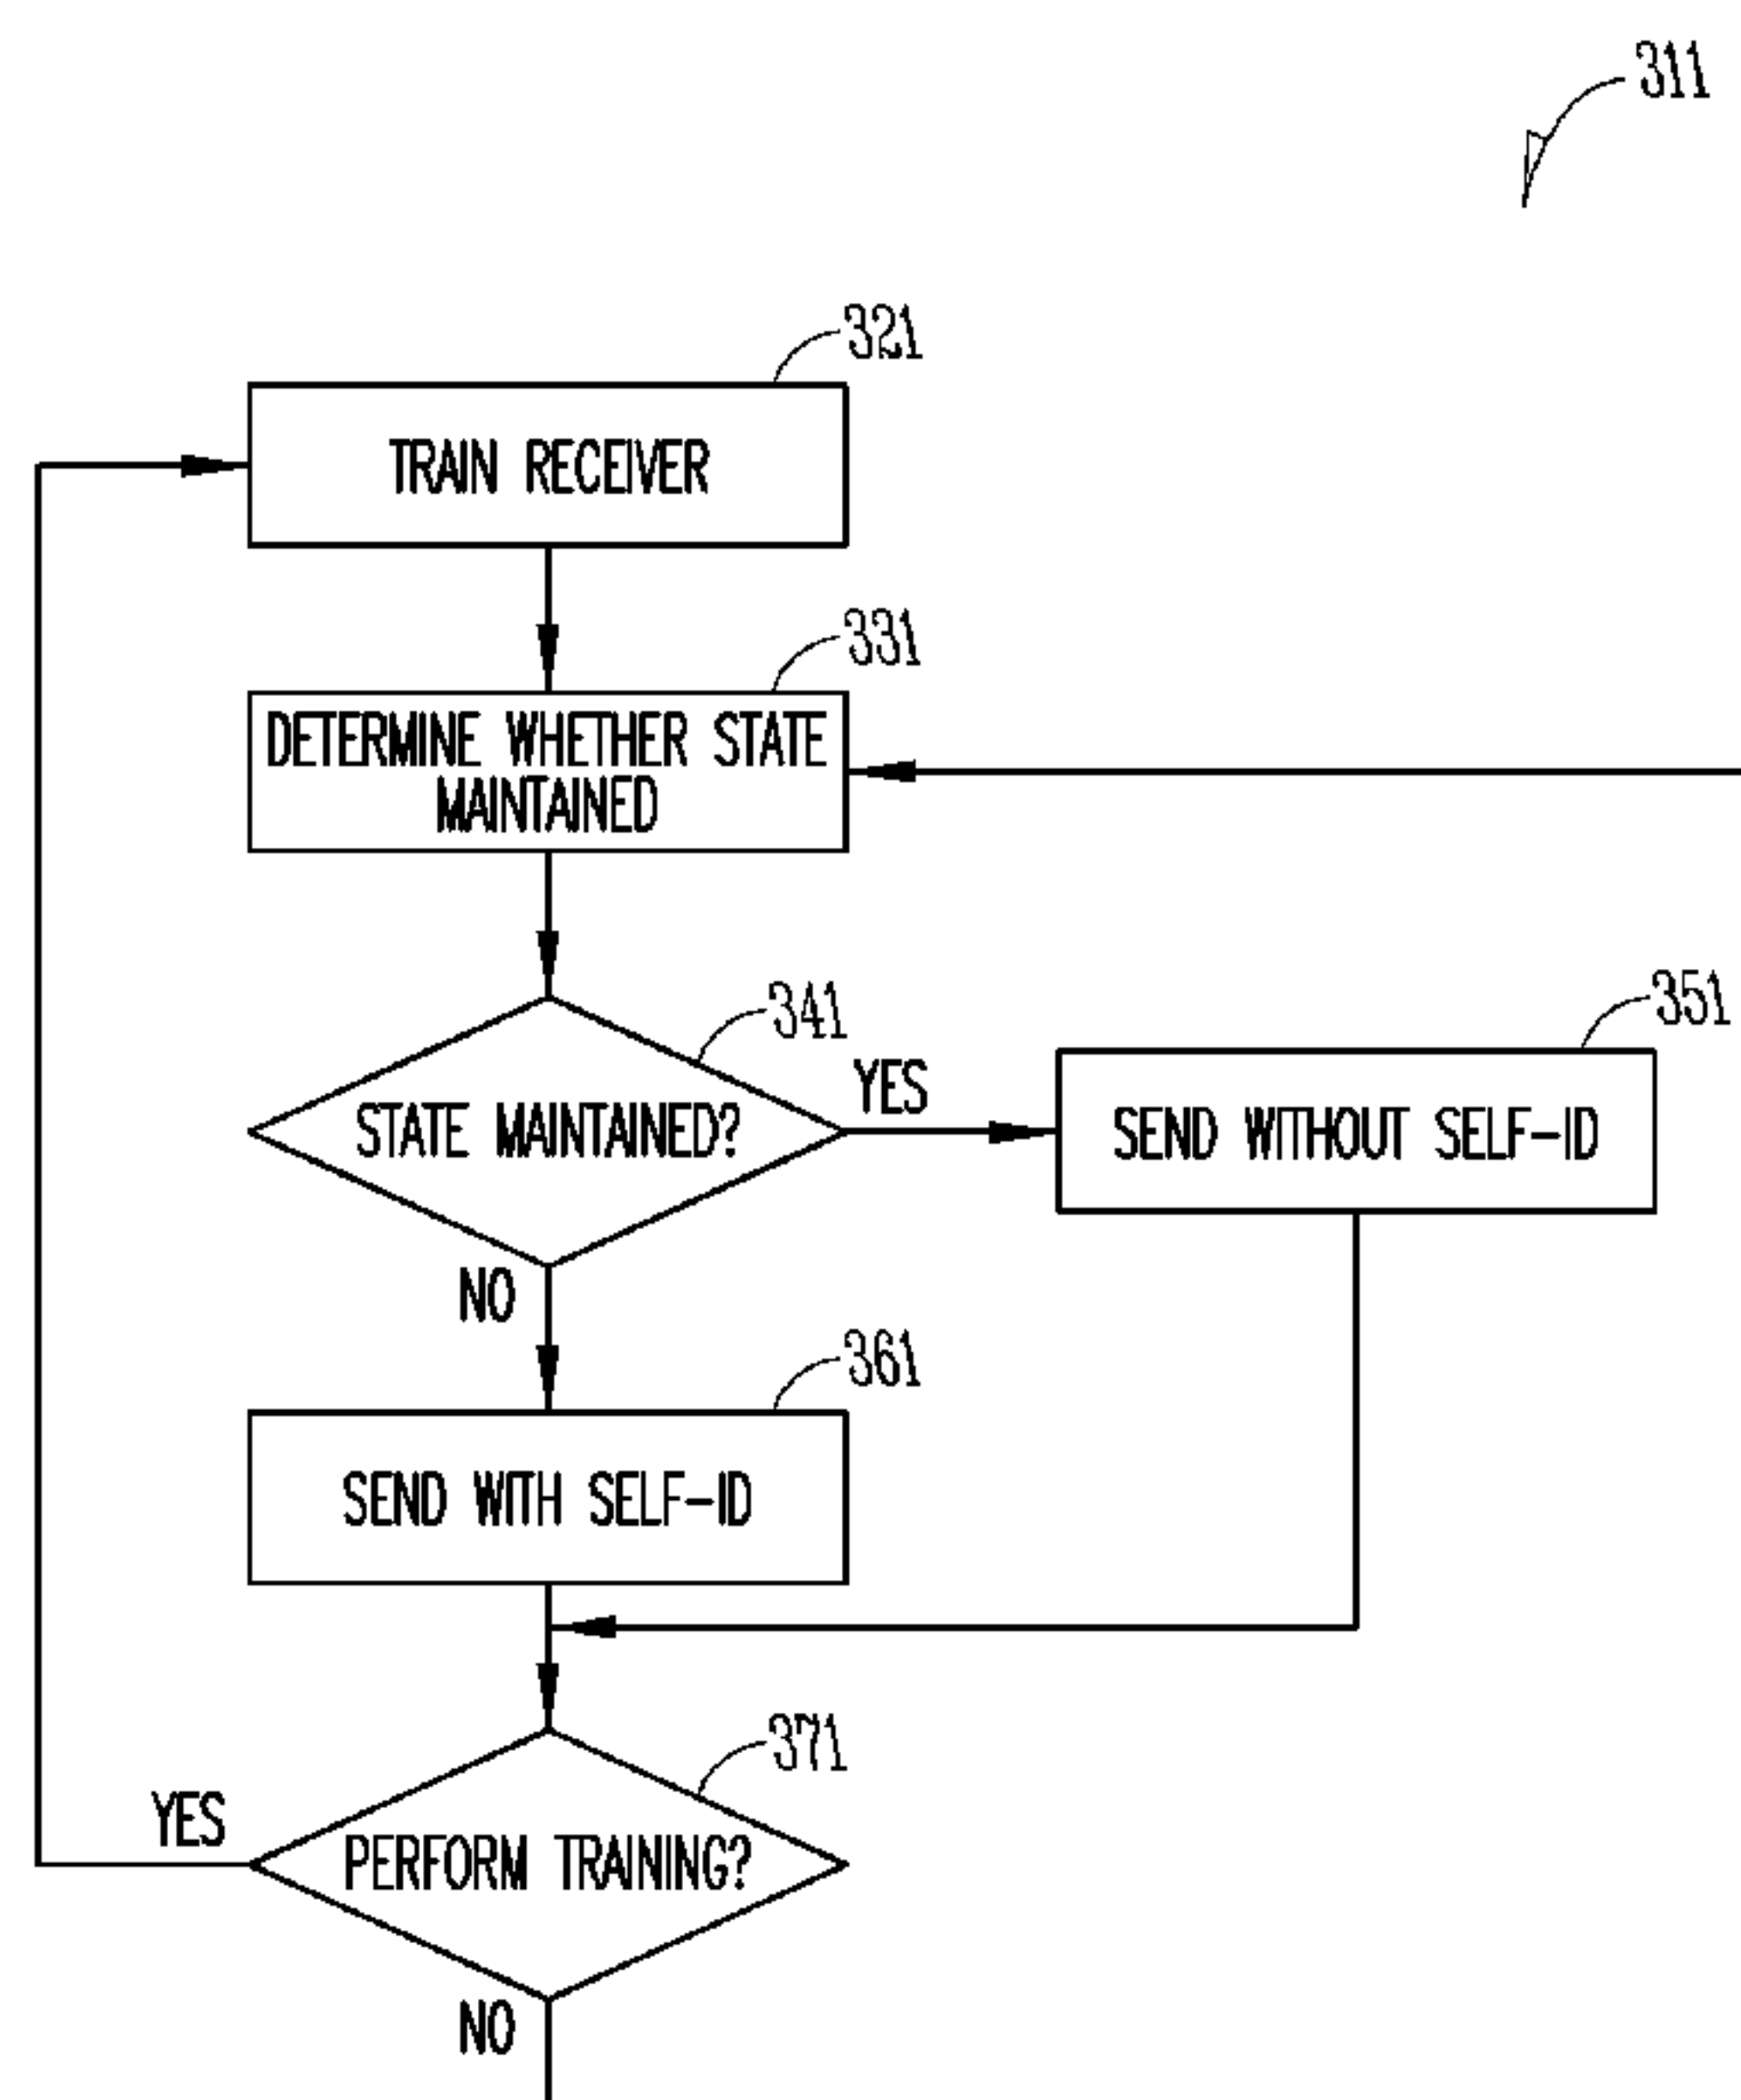 311
321
TRAIN RECEIVER
331
DETERMINE WHETHER STATE
MAINTAINED
341
STATE MAINTAINED?
YES
351
SEND WITHOUT SELF-ID
NO
361
SEND WITH SELF-ID
371
YES
PERFORM TRAINING?
NO